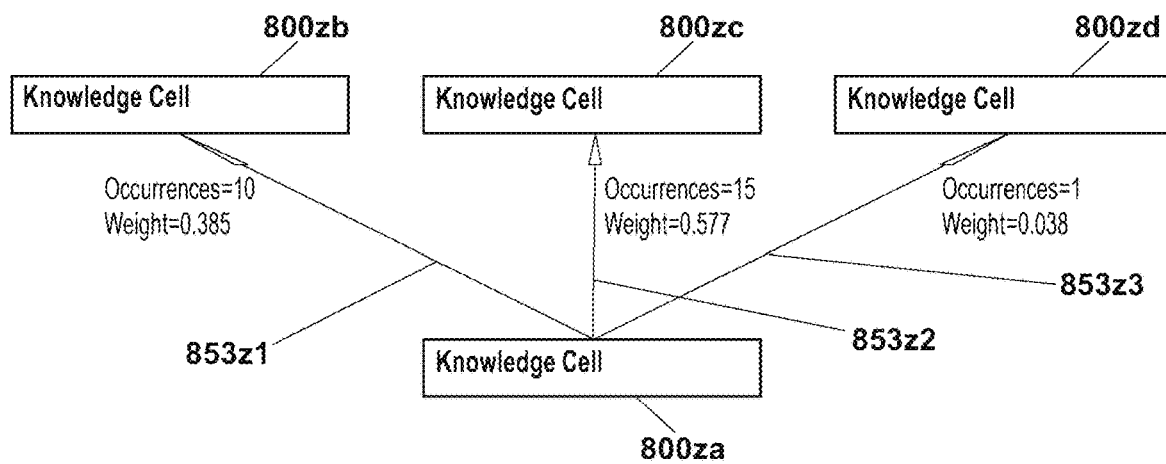 800zb
800zc
800zd
Knowledge Cell
Knowledge Cell
Knowledge Cell
Occurrences=10
Weight=0.385
Occurrences=15
Weight=0.577
Occurrences=1
Weight=0.038
853z3
853z2
853z1
Knowledge Cell
800za